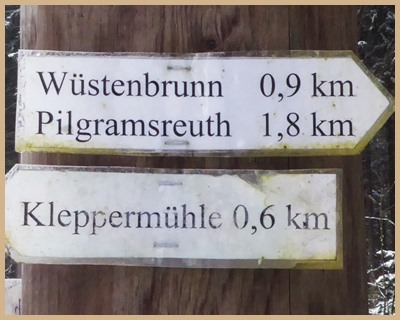 Wüstenbrunn 0,9 km
Pilgramsreuth 1,8 km
Kleppermühle 0,6 km